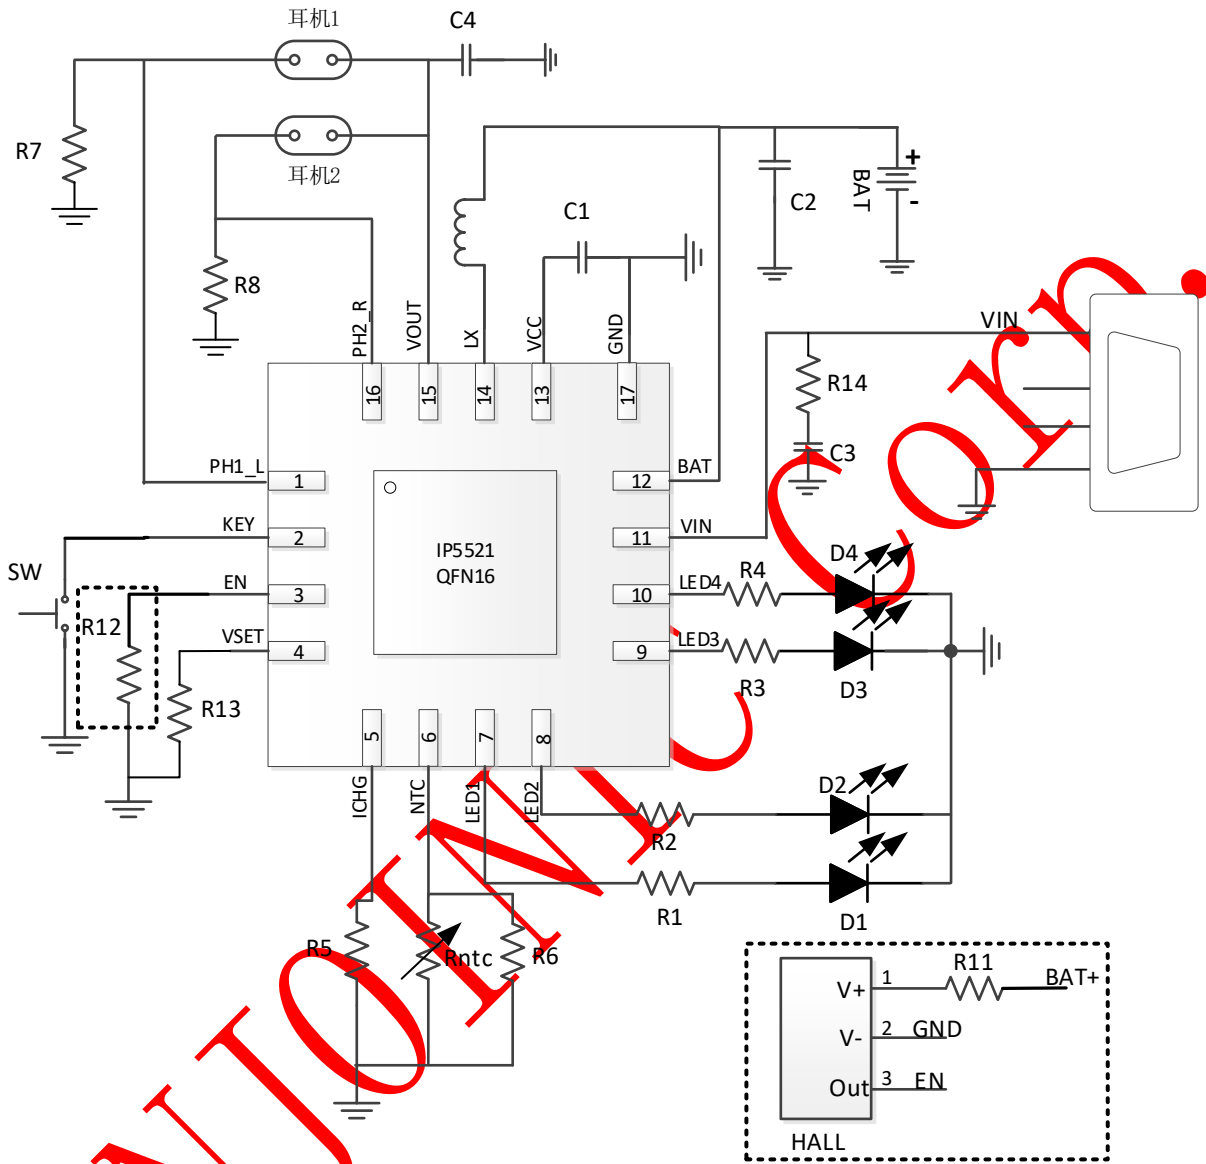 耳机1
C4
R7
耳机2
C1
C2
BAT
+
-
R8
PH2_R
VOUT
LX
VCC
GND
VIN
16
15
14
13
17
R14
C3
PH1_L
1
12
BAT
KEY
2
11
VIN
IP5521
QFN16
SW
EN
3
10
LED4
R4
D4
R12
VSET
4
9
LED3
R3
D3
R13
5
6
7
8
ICHG
NTC
LED1
LED2
D2
R2
R1
D1
R5
Rntc
R6
R11
V+
1
BAT+
V-
2
GND
Out
3
EN
HALL
INJOINIC.Corp.